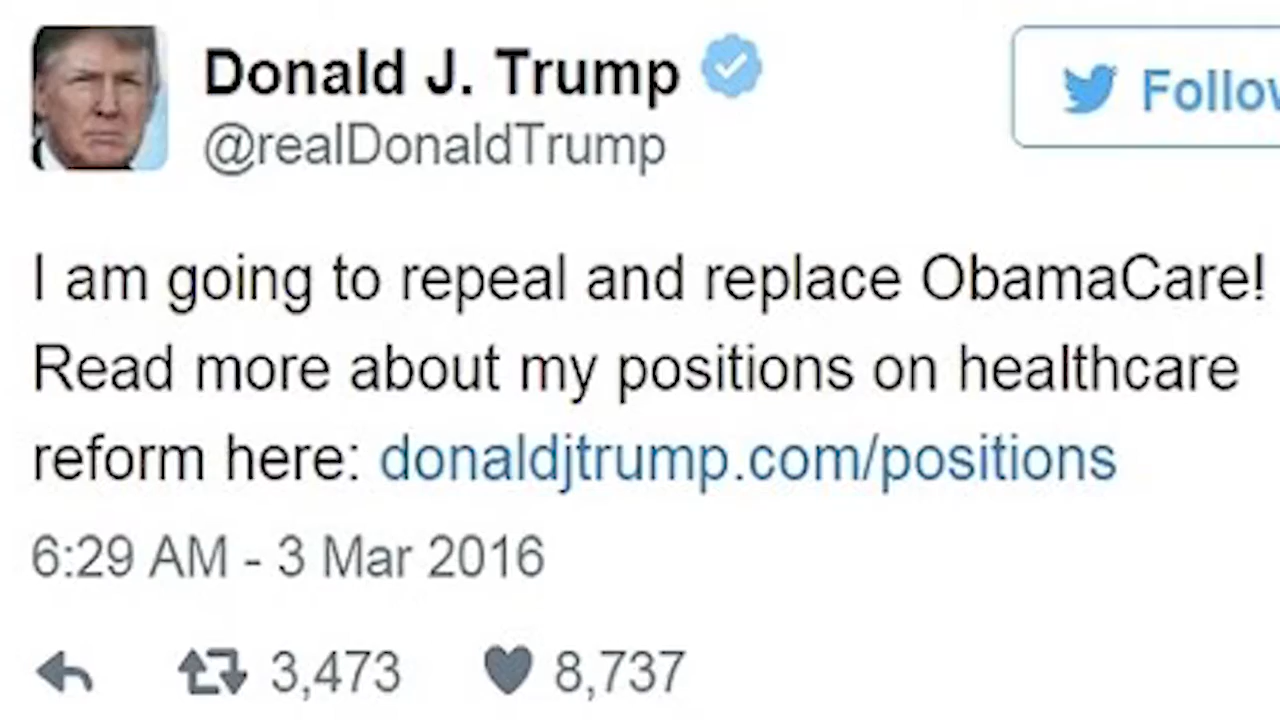 Donald J. Trump
@realDonaldTrump
Follow
I am going to repeal and replace ObamaCare!
Read more about my positions on healthcare
reform here: donaldjtrump.com/positions
6:29 AM - 3 Mar 2016
3,473 8,737